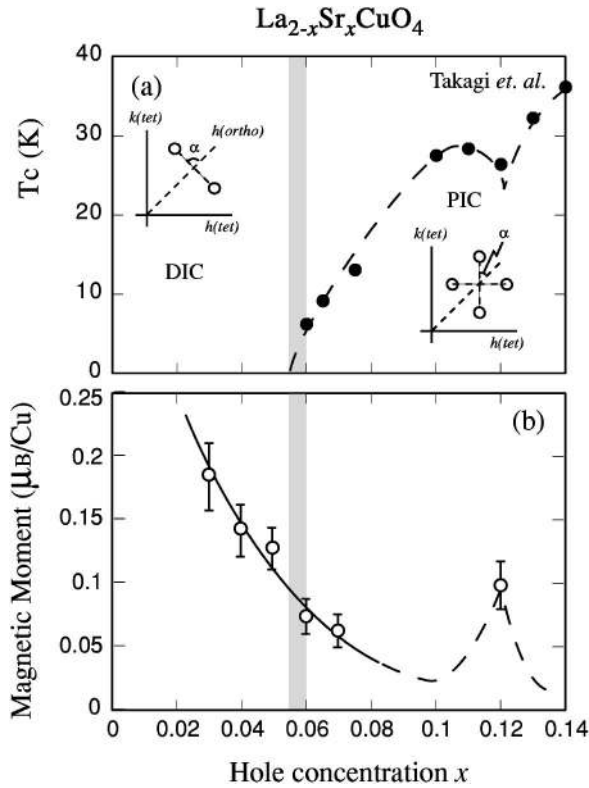 La2-xSrxCuO4
40
30
20
10
0
Tc (K)
(a)
k(tet)
h(ortho)
α
h(tet)
DIC
Takagi et. al.
PIC
k(tet)
α
h(tet)
0.25
0.2
0.15
0.1
0.05
0
Magnetic Moment (μB/Cu)
(b)
0 0.02 0.04 0.06 0.08 0.1 0.12 0.14
Hole concentration x